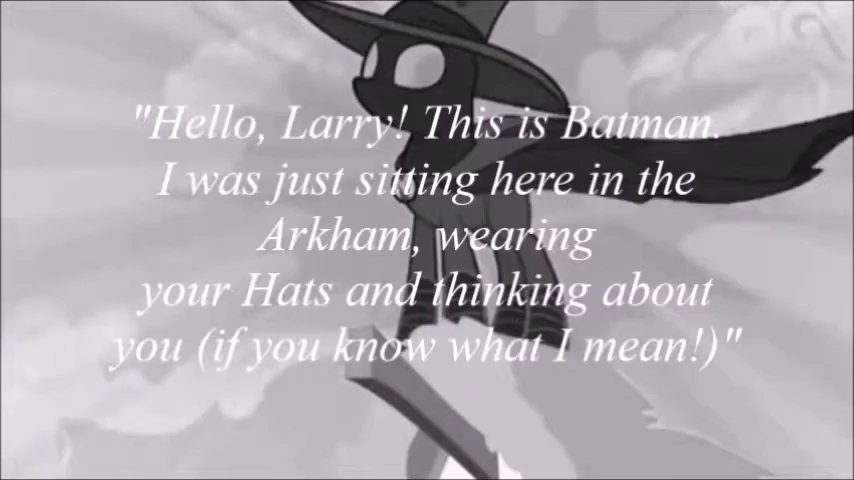 "Hello, Larry! This is Batman.
I was just sitting here in the
Arkham, wearing
your Hats and thinking about
you (if you know what I mean!)"